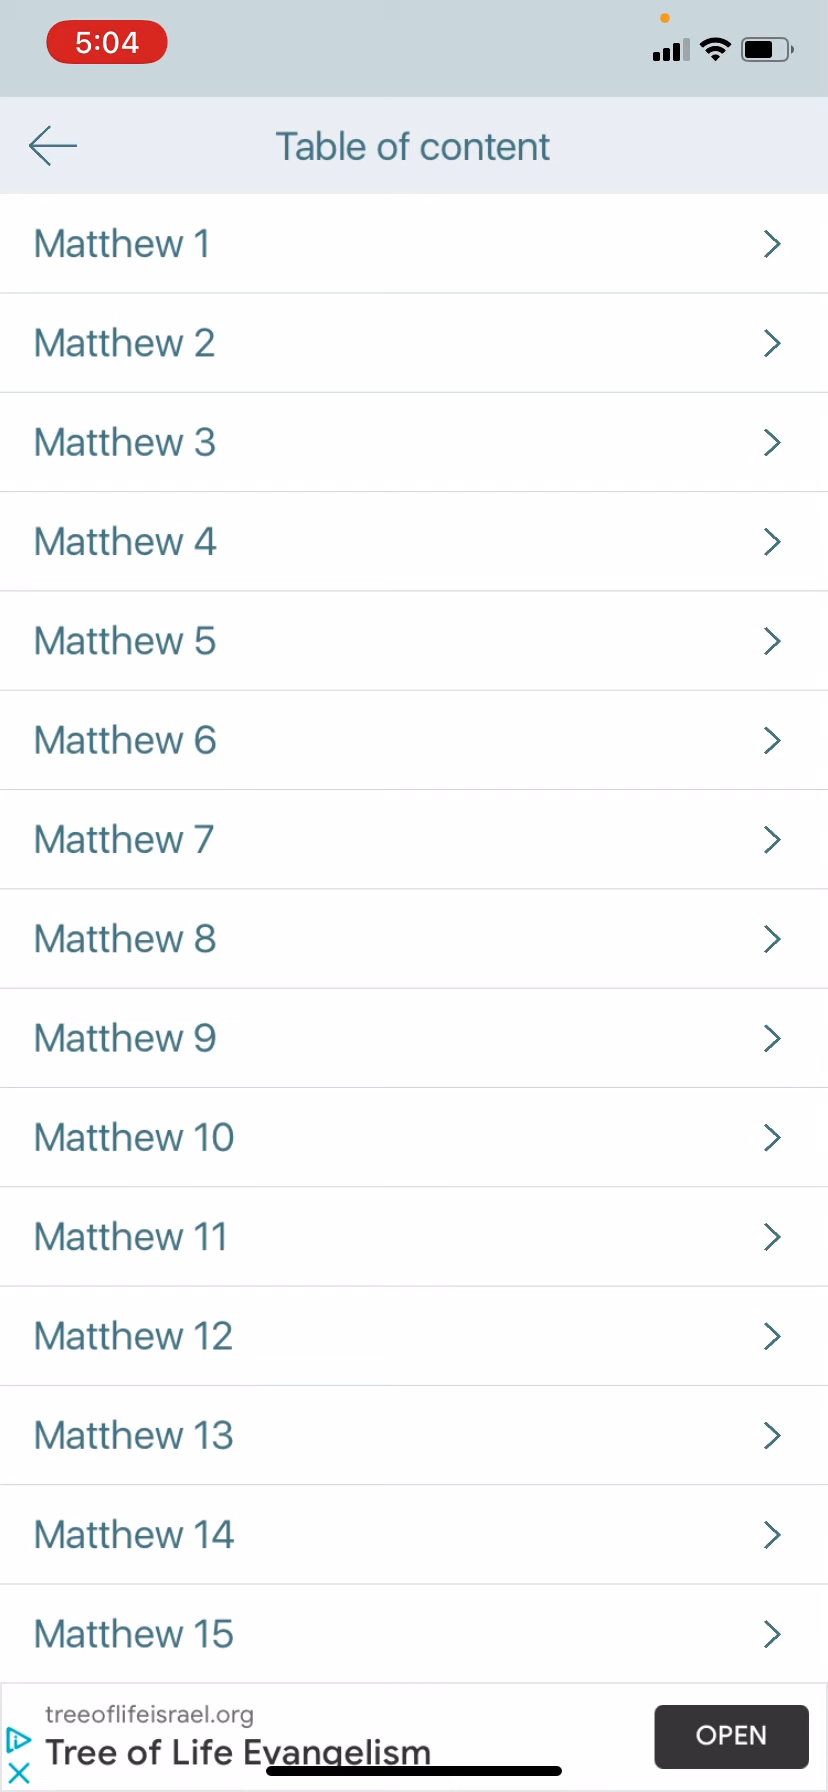 5:04
Table of content
Matthew 1
Matthew 2
Matthew 3
Matthew 4
Matthew 5
Matthew 6
Matthew 7
Matthew 8
Matthew 9
Matthew 10
Matthew 11
Matthew 12
Matthew 13
Matthew 14
Matthew 15
treeoflifeisrael.org
Tree of Life Evangelism
OPEN